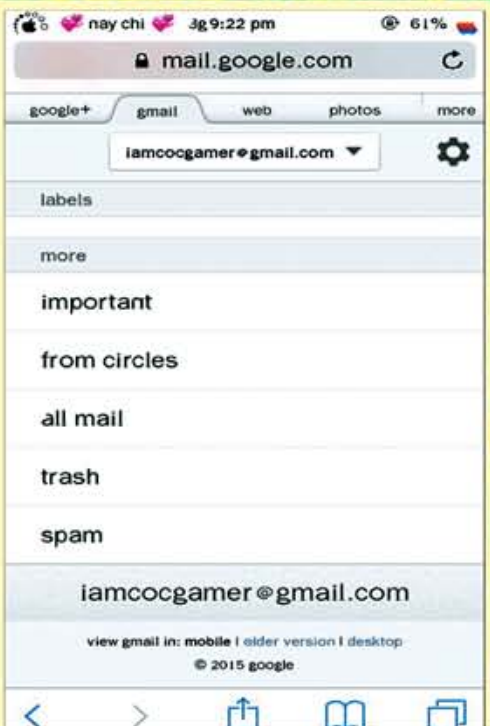 nay chi 3g 9:22 pm 61%
mail.google.com
google+ gmail web photos more
iamcocgamer@gmail.com
labels
more
important
from circles
all mail
trash
spam
iamcocgamer@gmail.com
view gmail in: mobile | older version | desktop
© 2015 google